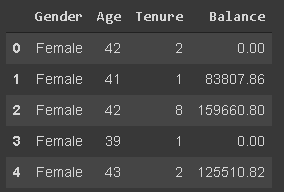 Gender Age Tenure Balance
0 Female 42 2 0.00
1 Female 41 1 83807.86
2 Female 42 8 159660.80
3 Female 39 1 0.00
4 Female 43 2 125510.82